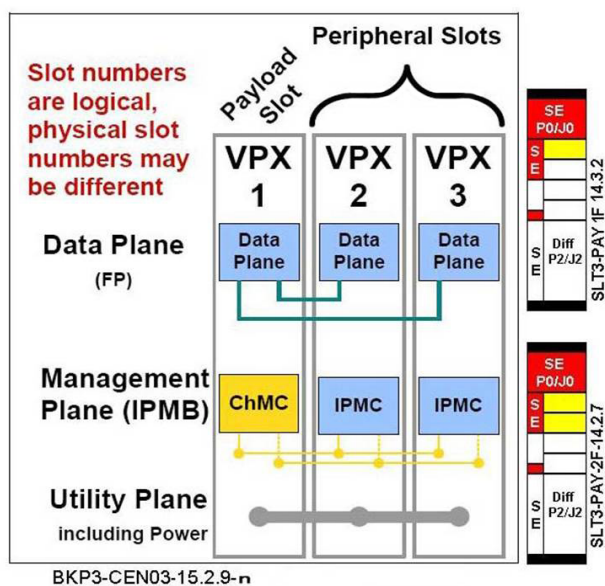 Peripheral Slots
Slot numbers
are logical,
physical slot
numbers may
be different
Payload
Slot
VPX
1
VPX
2
VPX
3
Data Plane
(FP)
Data
Plane
Data
Plane
Data
Plane
Management
Plane (IPMB)
ChMC
IPMC
IPMC
Utility Plane
including Power
BKP3-CEN03-15.2.9-n
SE
P0/J0
S
E
S
E
Diff
P2/J2
SLT3-PAY 1F 14.3.2
SE
P0/J0
S
E
S
E
Diff
P2/J2
SLT3-PAY-2F-14.2.7